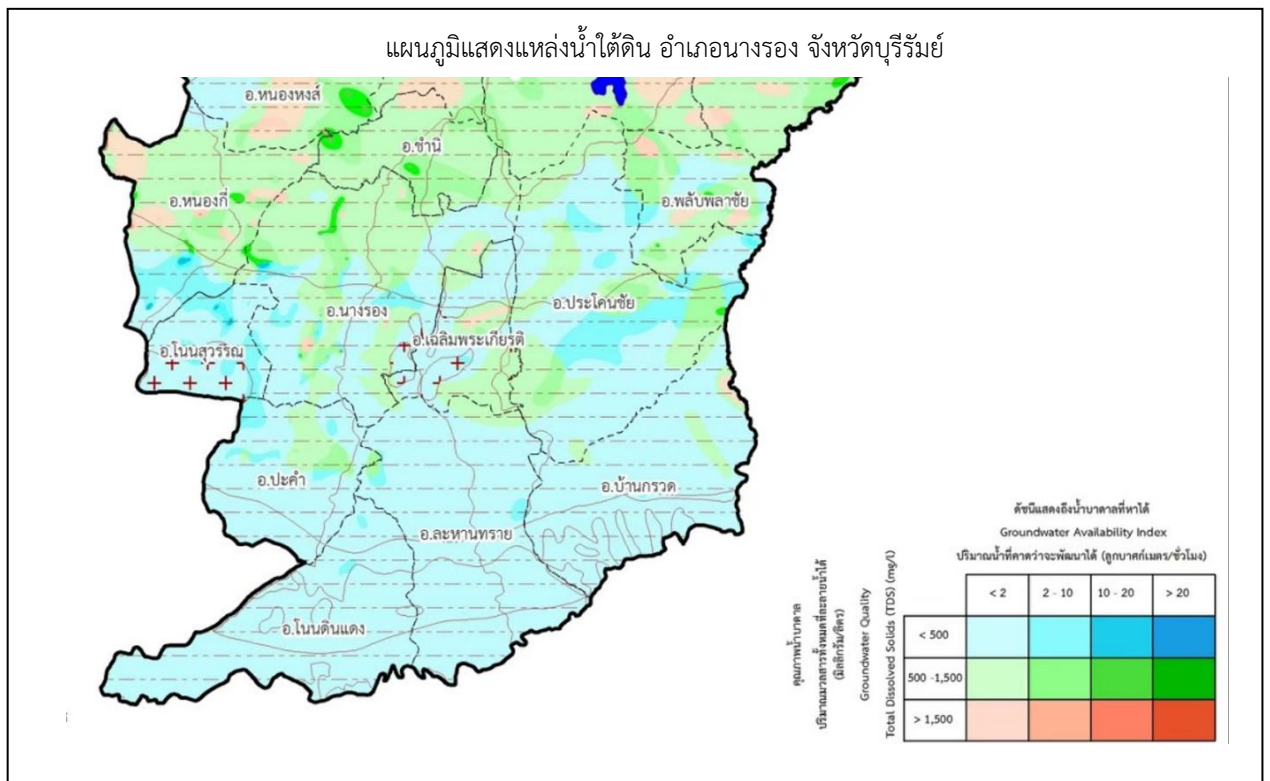 แผนภูมิแสดงแหล่งน้ำใต้ดิน อำเภอนางรอง จังหวัดบุรีรัมย์
อ.หนองหงส์
อ.ชำนิ
อ.หนองกี่
อ.พลับพลาชัย
อ.นางรอง
อ.ประโคนชัย
อ.เฉลิมพระเกียรติ
อ.โนนสุวรรณ
อ.ปะคำ
อ.บ้านกรวด
อ.ละหานทราย
อ.โนนดินแดง
ดัชนีแสดงถึงน้ำบาดาลที่หาได้
Groundwater Availability Index
ปริมาณน้ำที่คาดว่าจะพัฒนาได้ (ลูกบาศก์เมตร/ชั่วโมง)
< 2
2 - 10
10 - 20
> 20
< 500
500 -1,500
> 1,500
คุณภาพน้ำบาดาล
ปริมาณมวลสารทั้งหมดที่ละลายน้ำได้
(มิลลิกรัม/ลิตร)
Groundwater Quality
Total Dissolved Solids (TDS) (mg/l)